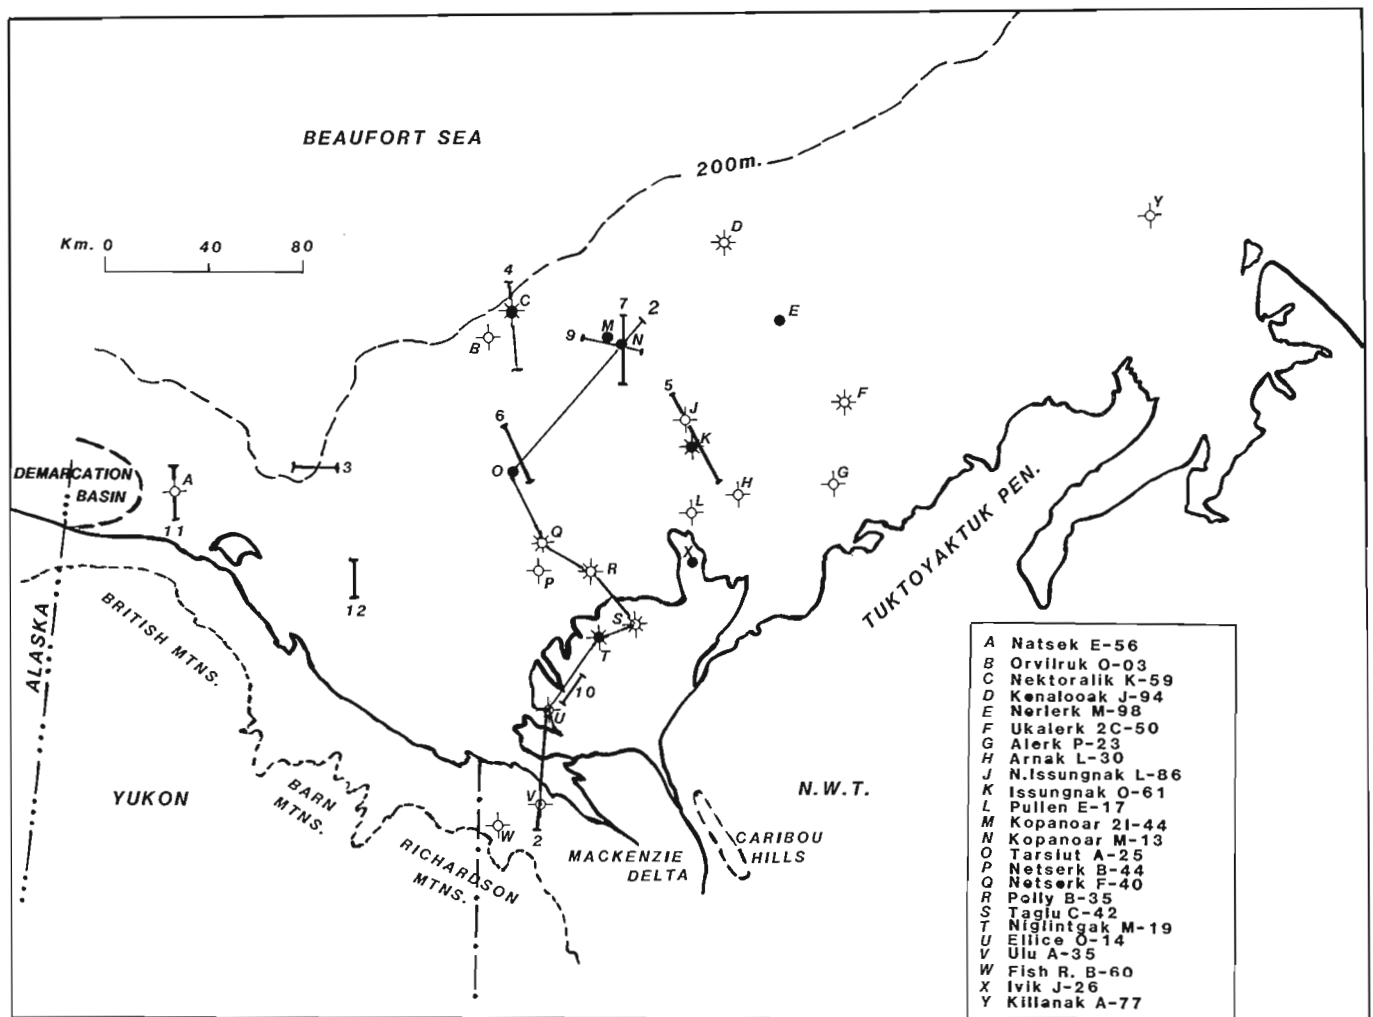 BEAUFORT SEA
200m.
Km. 0 40 80
Y
D
4
C
7
2
E
M
B
9
N
5
J
F
6
K
3
O
DEMARCATION
BASIN
A
H
G
L
11
Q
X
TUKTOYAKTUK PEN.
P
R
12
BRITISH MTNS.
S
T
ALASKA
10
U
YUKON
BARN
MTNS.
N.W.T.
V
W
2
RICHARDSON
MTNS.
MACKENZIE
DELTA
CARIBOU
HILLS
A Natsek E-56
B Orvilruk O-03
C Nektoralik K-59
D Kenalooak J-94
E Nerlerk M-98
F Ukalerk 2C-50
G Alerk P-23
H Arnak L-30
J N.Issungnak L-86
K Issungnak O-61
L Pullen E-17
M Kopanoar 2I-44
N Kopanoar M-13
O Tarsiut A-25
P Netserk B-44
Q Netserk F-40
R Pelly B-35
S Taglu C-42
T Niglintgak M-19
U Ellice O-14
V Ulu A-35
W Fish R. B-60
X Ivik J-26
Y Killanak A-77